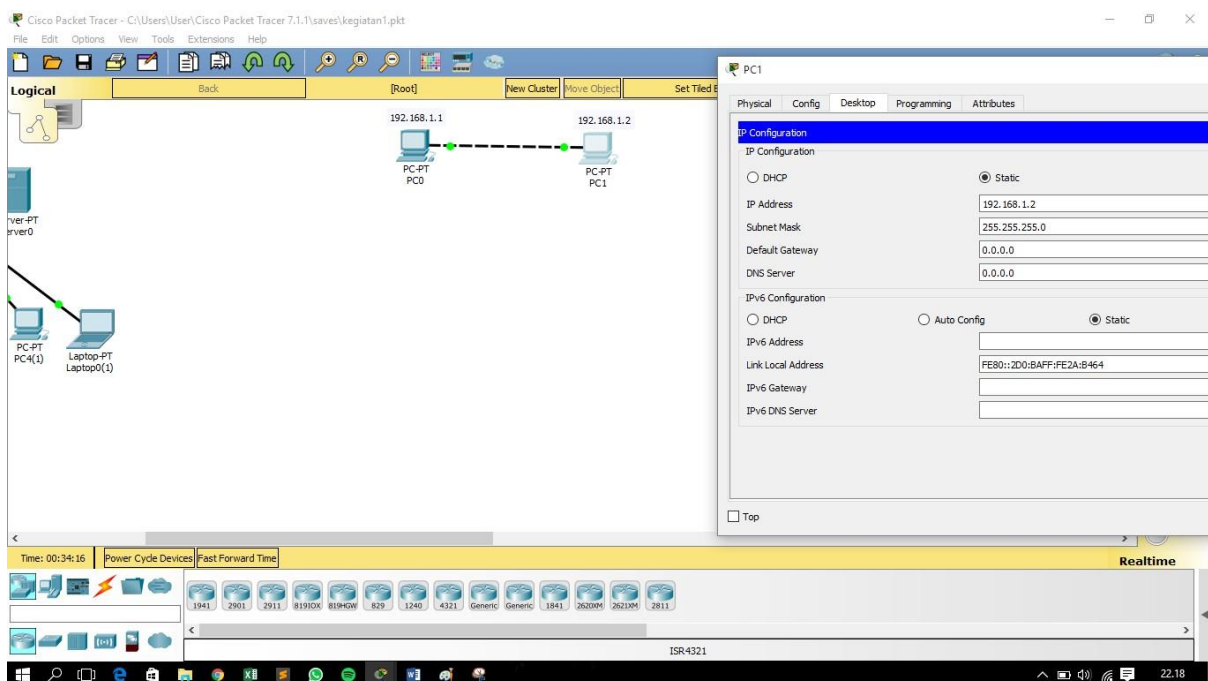 Cisco Packet Tracer - C:\Users\User\Cisco Packet Tracer 7.1.1\saves\kegiatan1.pkt
File Edit Options View Tools Extensions Help
Logical Back [Root] New Cluster Move Object Set Tiled B
192.168.1.1
192.168.1.2
PC-PT
PC0
PC-PT
PC1
rver-PT
erver0
PC-PT
PC4(1)
Laptop-PT
Laptop0(1)
PC1
Physical Config Desktop Programming Attributes
IP Configuration
IP Configuration
DHCP Static
IP Address 192.168.1.2
Subnet Mask 255.255.255.0
Default Gateway 0.0.0.0
DNS Server 0.0.0.0
IPv6 Configuration
DHCP Auto Config Static
IPv6 Address
Link Local Address FE80::2D0:BAFF:FE2A:B464
IPv6 Gateway
IPv6 DNS Server
Top
Time: 00:34:16 Power Cycle Devices Fast Forward Time Realtime
1941 2901 2911 819IOX 819HGW 829 1240 4321 Generic Generic 1841 2620XM 2621XM 2811
ISR4321
22.18